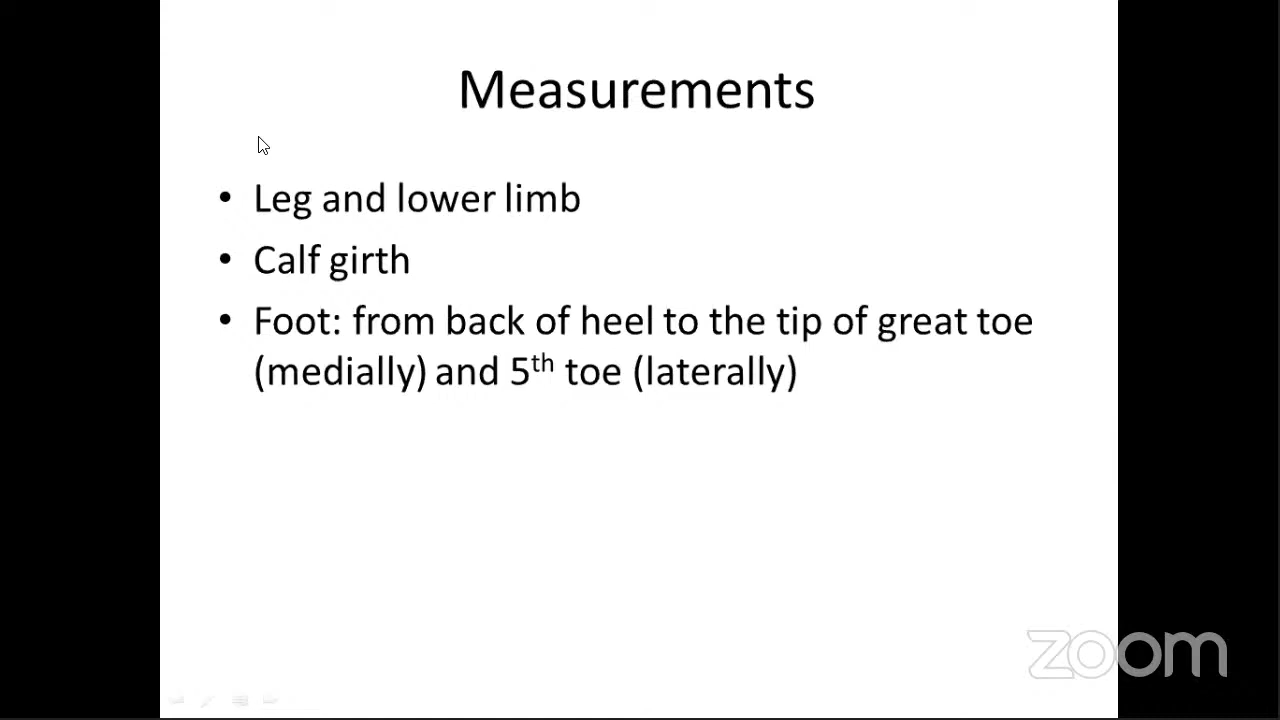 Measurements
• Leg and lower limb
• Calf girth
• Foot: from back of heel to the tip of great toe
(medially) and 5th toe (laterally)
zoom